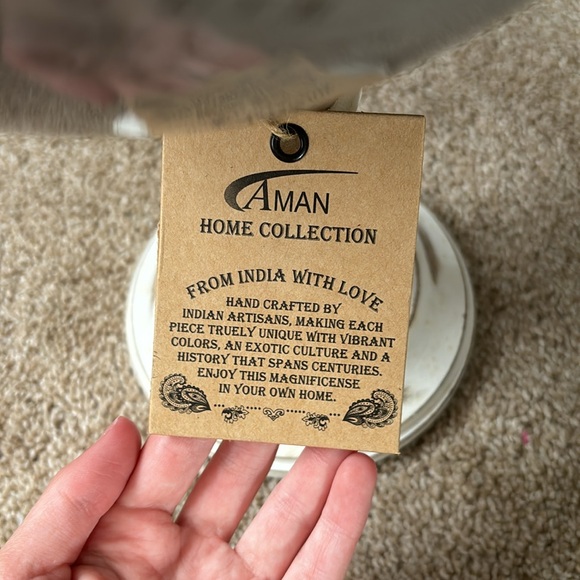 AMAN
HOME COLLECTION
FROM INDIA WITH LOVE
HAND CRAFTED BY
INDIAN ARTISANS, MAKING EACH
PIECE TRUELY UNIQUE WITH VIBRANT
COLORS, AN EXOTIC CULTURE AND A
HISTORY THAT SPANS CENTURIES.
ENJOY THIS MAGNIFICENSE
IN YOUR OWN HOME.